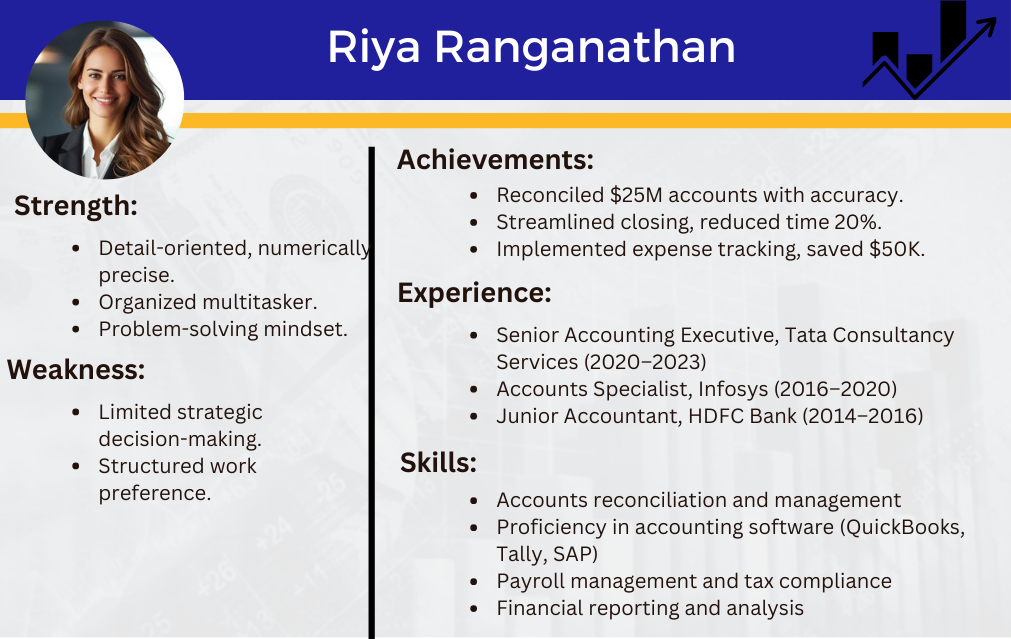 Riya Ranganathan
Strength:
• Detail-oriented, numerically
precise.
• Organized multitasker.
• Problem-solving mindset.
Weakness:
• Limited strategic
decision-making.
• Structured work
preference.
Achievements:
• Reconciled $25M accounts with accuracy.
• Streamlined closing, reduced time 20%.
• Implemented expense tracking, saved $50K.
Experience:
• Senior Accounting Executive, Tata Consultancy
Services (2020–2023)
• Accounts Specialist, Infosys (2016–2020)
• Junior Accountant, HDFC Bank (2014–2016)
Skills:
• Accounts reconciliation and management
• Proficiency in accounting software (QuickBooks,
Tally, SAP)
• Payroll management and tax compliance
• Financial reporting and analysis